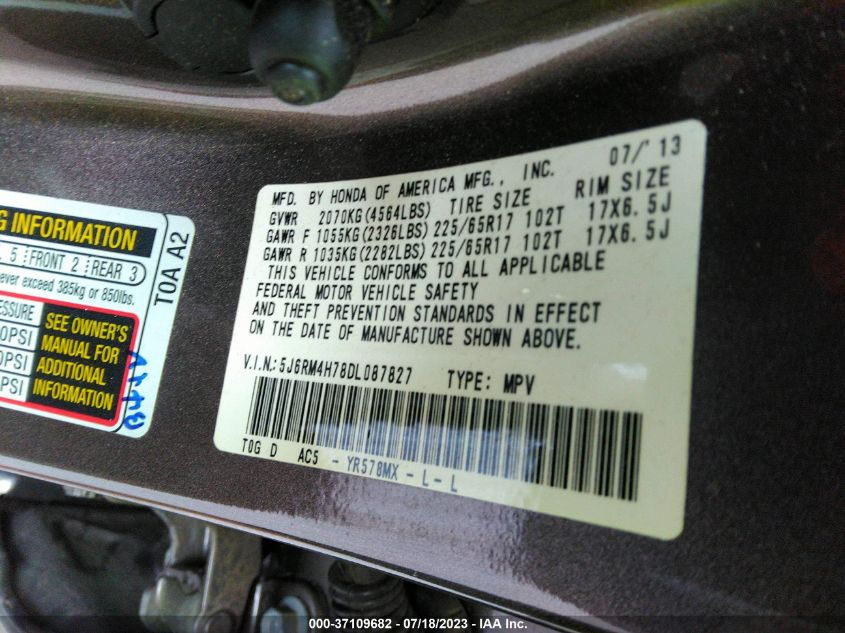 G INFORMATION
L 5 FRONT 2 REAR 3
ever exceed 385kg or 850lbs.
ESSURE
0PSI
0PSI
PSI
SEE OWNER'S
MANUAL FOR
ADDITIONAL
INFORMATION
T0A A2
MFD. BY HONDA OF AMERICA MFG., INC. 07/'13
GVWR 2070KG(4564LBS) TIRE SIZE RIM SIZE
GAWR F 1055KG(2326LBS) 225/65R17 102T 17X6.5J
GAWR R 1035KG(2282LBS) 225/65R17 102T 17X6.5J
THIS VEHICLE CONFORMS TO ALL APPLICABLE
FEDERAL MOTOR VEHICLE SAFETY
AND THEFT PREVENTION STANDARDS IN EFFECT
ON THE DATE OF MANUFACTURE SHOWN ABOVE.
V.I.N.:5J6RM4H78DL087827 TYPE: MPV
T0G D AC5 - YR578MX - L - L
000-37109682 / 07/18/2023 - IAA Inc.